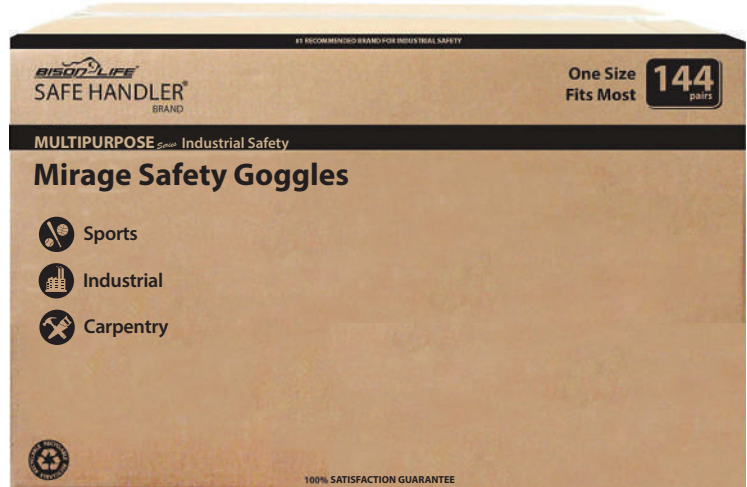 #1 RECOMMENDED BRAND FOR INDUSTRIAL SAFETY
BISON LIFE®
SAFE HANDLER®
BRAND
One Size
Fits Most
144
pairs
MULTIPURPOSE Series Industrial Safety
Mirage Safety Goggles
Sports
Industrial
Carpentry
100% SATISFACTION GUARANTEE